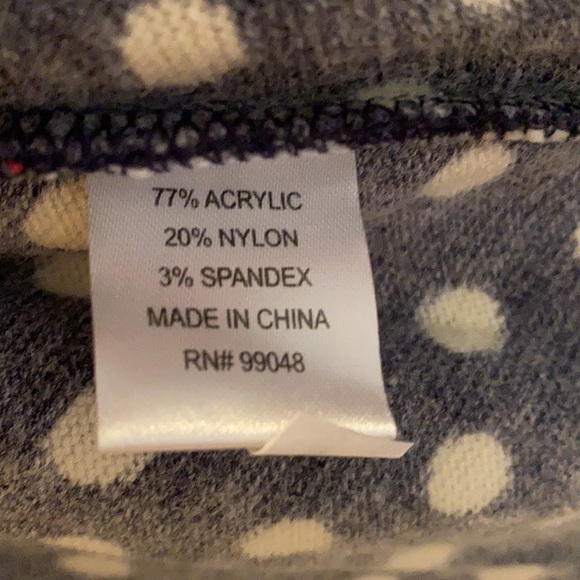 77% ACRYLIC
20% NYLON
3% SPANDEX
MADE IN CHINA
RN# 99048